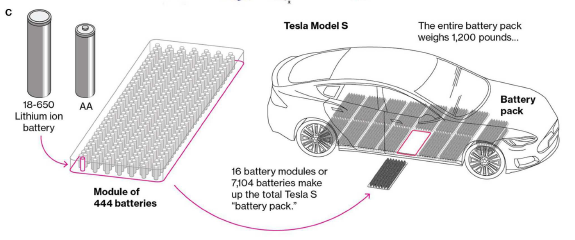 C
Tesla Model S
The entire battery pack
weighs 1,200 pounds...
18-650
Lithium ion
battery
AA
Battery
pack
Module of
444 batteries
16 battery modules or
7,104 batteries make
up the total Tesla S
"battery pack."